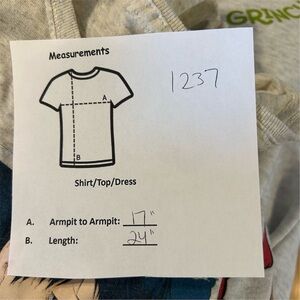 GRINC
Measurements
1237
A
B
Shirt/Top/Dress
A. Armpit to Armpit: 17"
B. Length: 24"